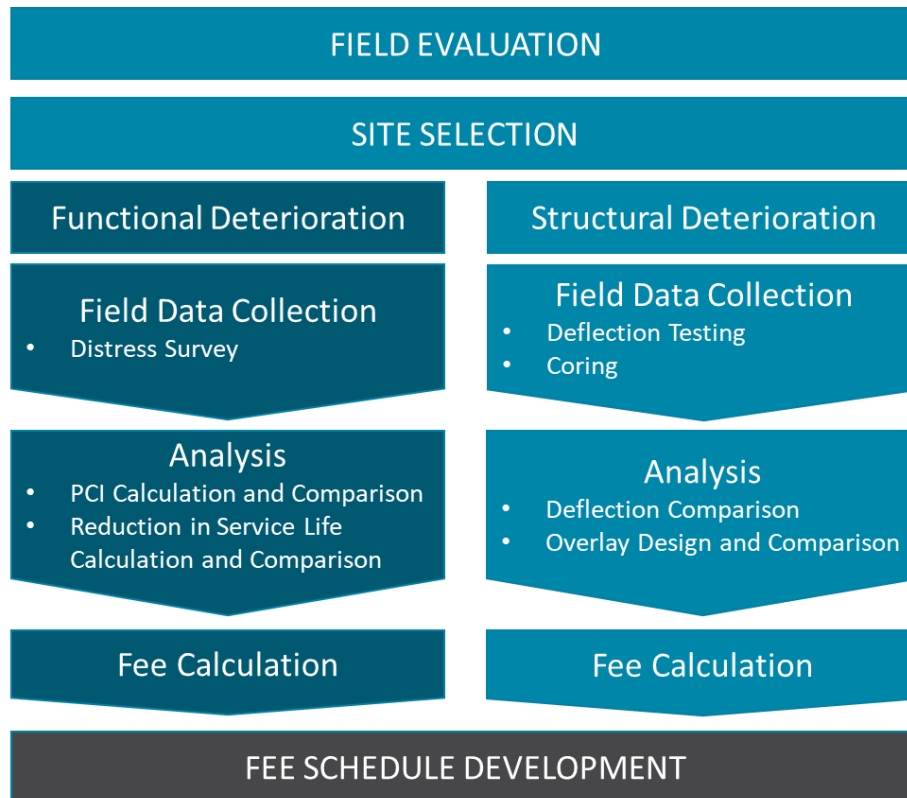 FIELD EVALUATION
SITE SELECTION
Functional Deterioration
Field Data Collection
• Distress Survey
Analysis
• PCI Calculation and Comparison
• Reduction in Service Life
Calculation and Comparison
Fee Calculation
Structural Deterioration
Field Data Collection
• Deflection Testing
• Coring
Analysis
• Deflection Comparison
• Overlay Design and Comparison
Fee Calculation
FEE SCHEDULE DEVELOPMENT